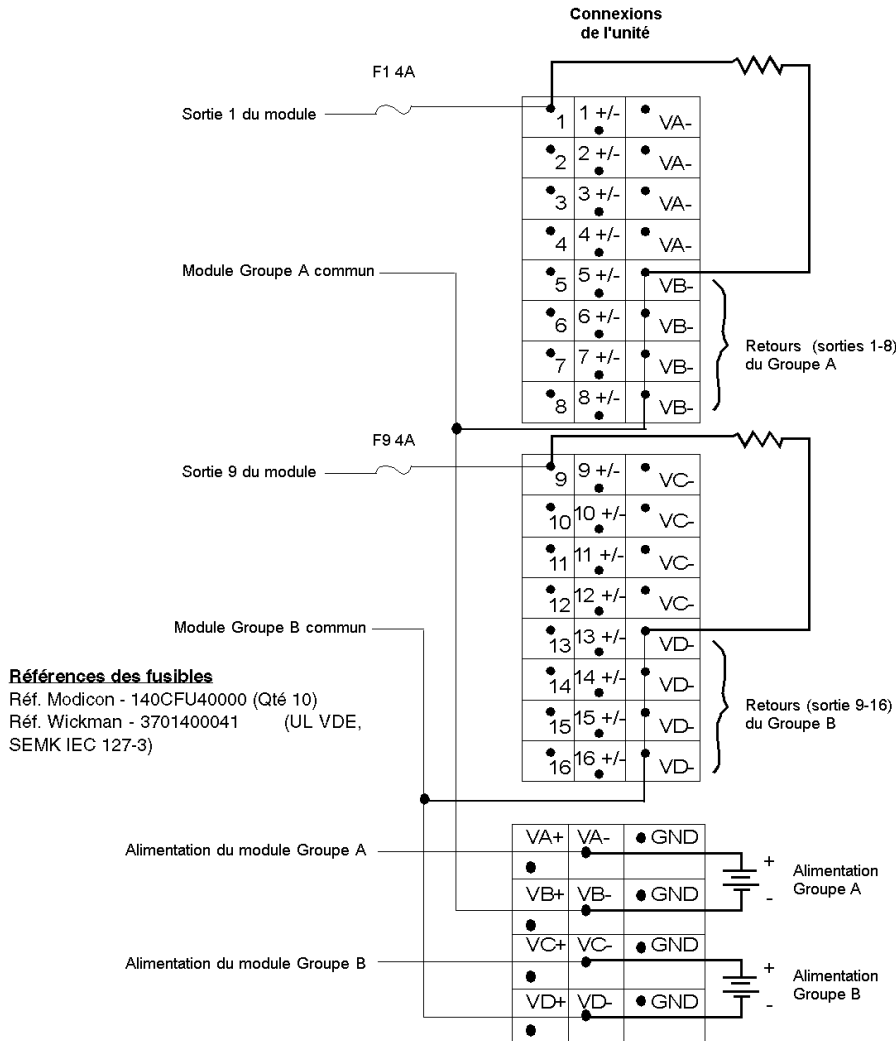 Connexions
de l'unité
F1 4A
Sortie 1 du module
1 1 +/- VA-
2 2 +/- VA-
3 3 +/- VA-
4 4 +/- VA-
Module Groupe A commun
5 5 +/- VB-
6 6 +/- VB-
7 7 +/- VB-
8 8 +/- VB-
Retours (sorties 1-8)
du Groupe A
F9 4A
Sortie 9 du module
9 9 +/- VC-
10 10 +/- VC-
11 11 +/- VC-
12 12 +/- VC-
Module Groupe B commun
13 13 +/- VD-
14 14 +/- VD-
15 15 +/- VD-
16 16 +/- VD-
Retours (sortie 9-16)
du Groupe B
Références des fusibles
Réf. Modicon - 140CFU40000 (Qté 10)
Réf. Wickman - 3701400041 (UL VDE,
SEMK IEC 127-3)
Alimentation du module Groupe A
VA+ VA- GND
VB+ VB- GND
+
-
Alimentation
Groupe A
Alimentation du module Groupe B
VC+ VC- GND
VD+ VD- GND
+
-
Alimentation
Groupe B